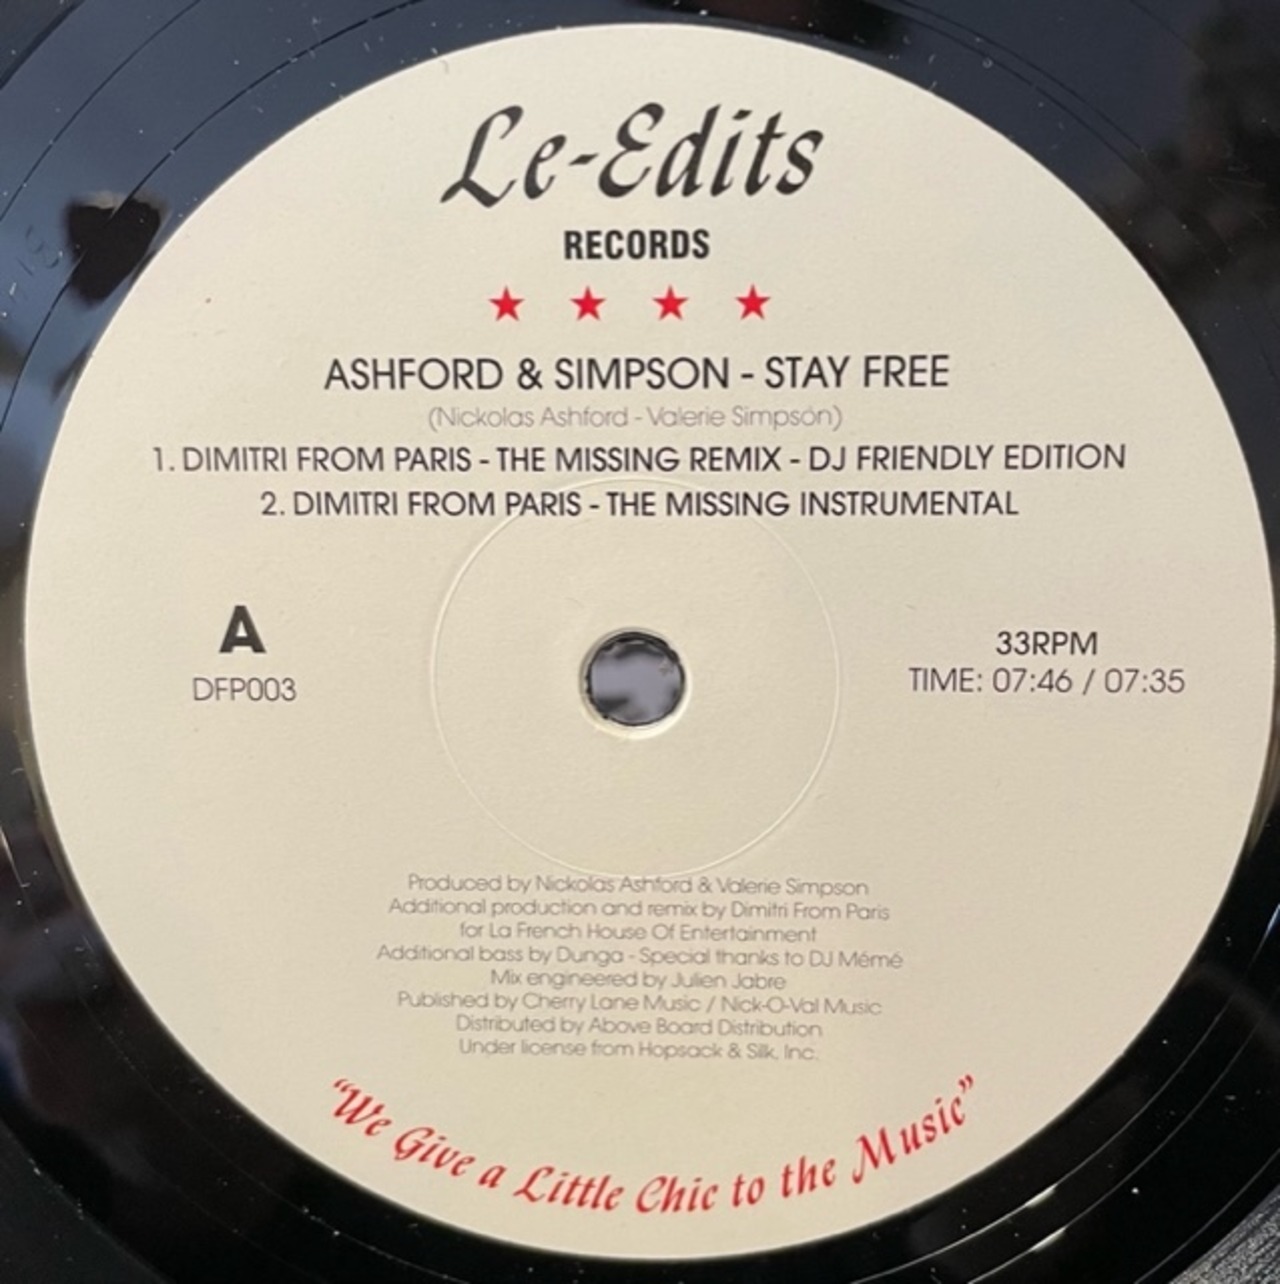 Le-Edits
RECORDS
ASHFORD & SIMPSON - STAY FREE
(Nickolas Ashford - Valerie Simpson)
1. DIMITRI FROM PARIS - THE MISSING REMIX - DJ FRIENDLY EDITION
2. DIMITRI FROM PARIS - THE MISSING INSTRUMENTAL
A
DFP003
33RPM
TIME: 07:46 / 07:35
Produced by Nickolas Ashford & Valerie Simpson
Additional production and remix by Dimitri From Paris
for La French House Of Entertainment
Additional bass by Dunga - Special thanks to DJ Mémé
Mix engineered by Julien Jabre
Published by Cherry Lane Music / Nick-O-Val Music
Distributed by Above Board Distribution
Under license from Hopsack & Silk, Inc.
"We Give a Little Chic to the Music"